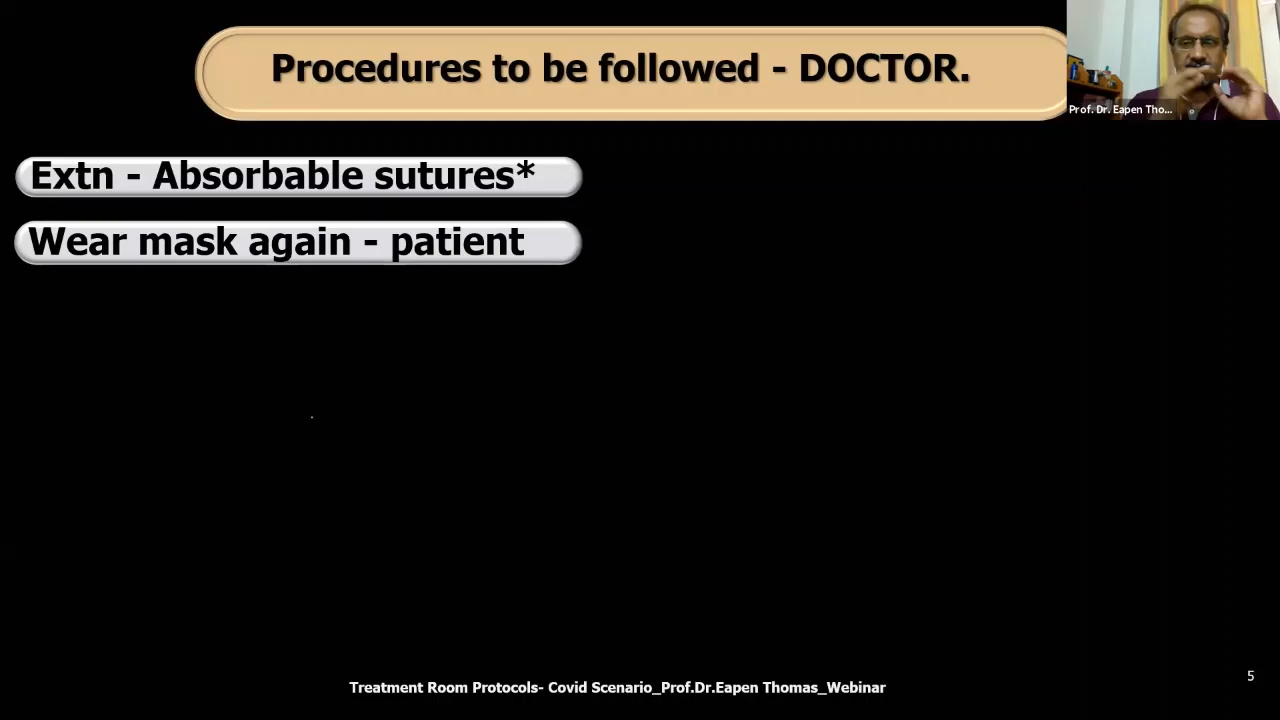 Procedures to be followed - DOCTOR.
Prof. Dr. Eapen Tho...
Extn - Absorbable sutures*
Wear mask again - patient
Treatment Room Protocols- Covid Scenario_Prof.Dr.Eapen Thomas_Webinar
5